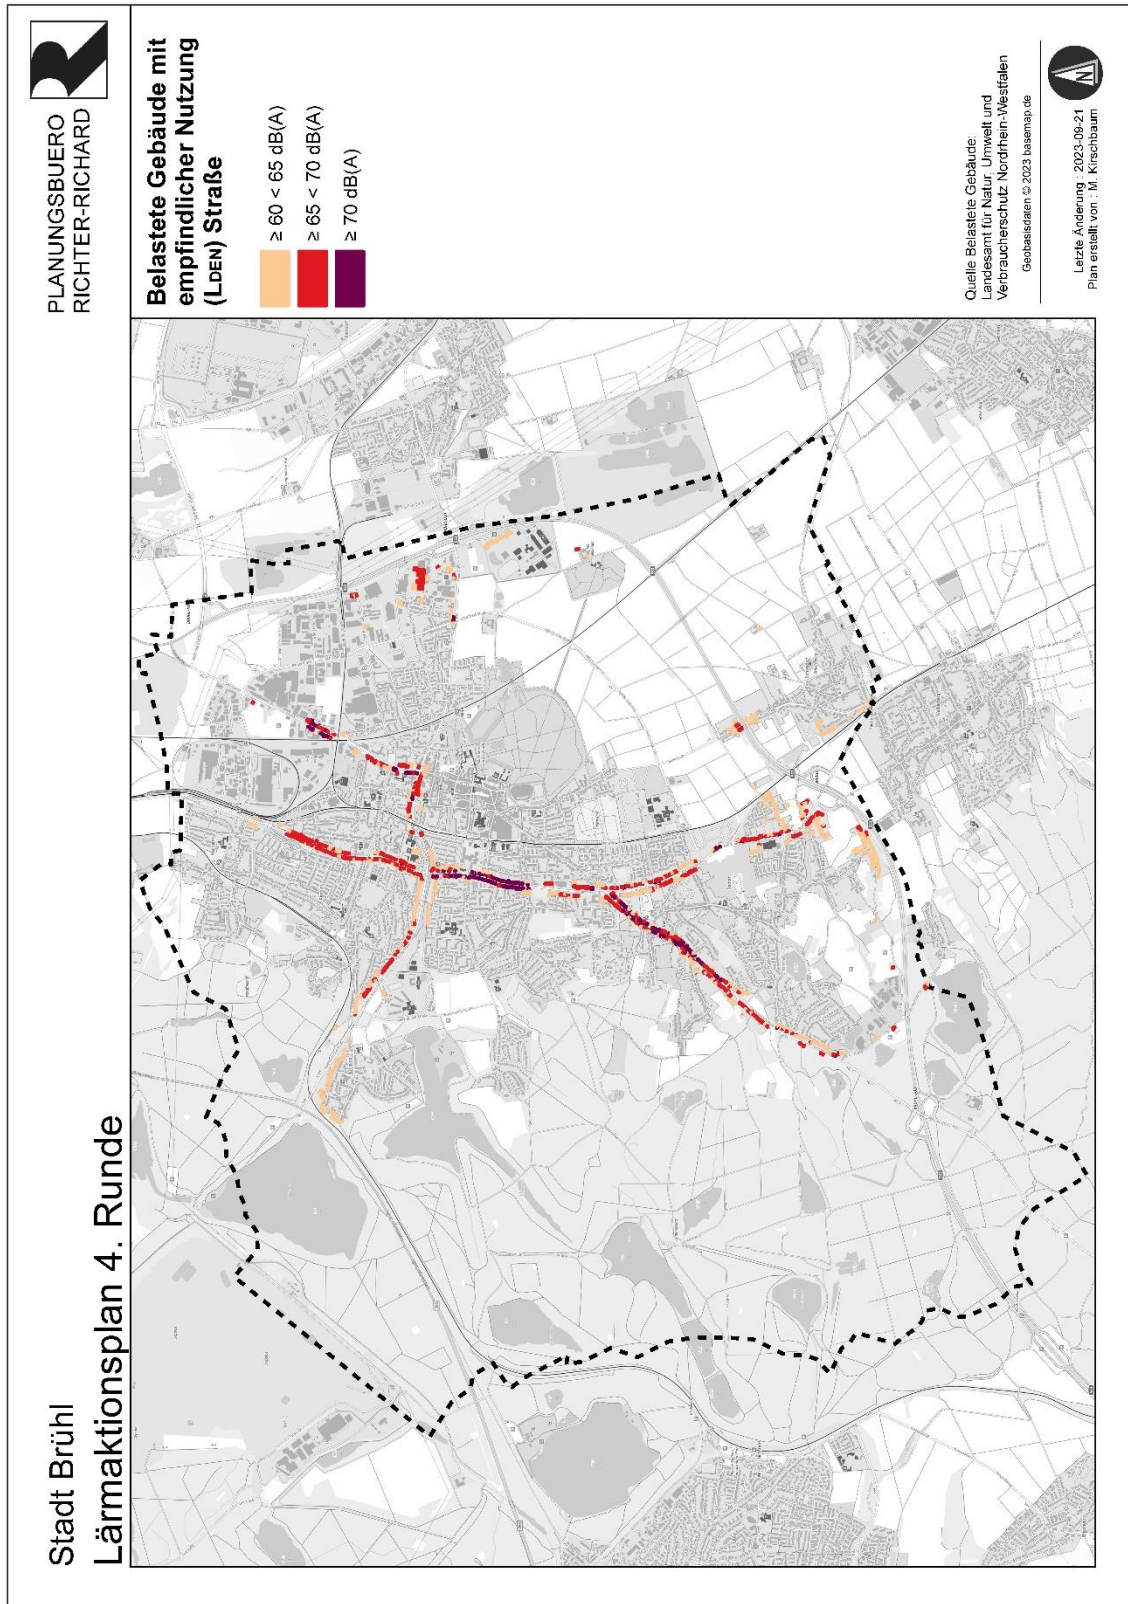 Stadt Brühl
Lärmaktionsplan 4. Runde
PLANUNGSBUERO
RICHTER-RICHARD
Belastete Gebäude mit
empfindlicher Nutzung
(LDEN) Straße
≥ 60 < 65 dB(A)
≥ 65 < 70 dB(A)
≥ 70 dB(A)
Quelle Belastete Gebäude:
Landesamt für Natur, Umwelt und
Verbraucherschutz Nordrhein-Westfalen
Geobasisdaten © 2023 basemap.de
Letzte Änderung : 2023-09-21
Plan erstellt von : M. Kirschbaum
N